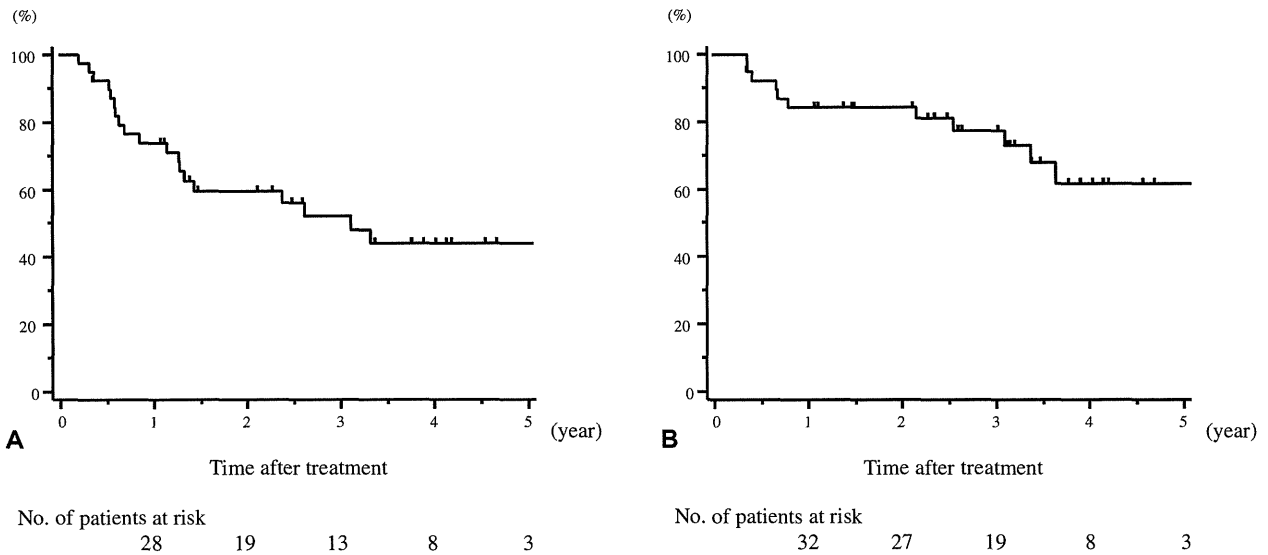 (%)
100
80
60
40
20
0
0 1 2 3 4 5
(year)
A
Time after treatment
No. of patients at risk
28 19 13 8 3
(%)
100
80
60
40
20
0
0 1 2 3 4 5
(year)
B
Time after treatment
No. of patients at risk
32 27 19 8 3